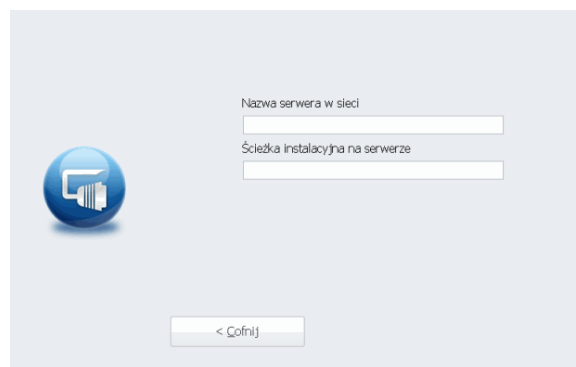 Nazwa serwera w sieci
Ścieżka instalacyjna na serwerze
< Cofnij